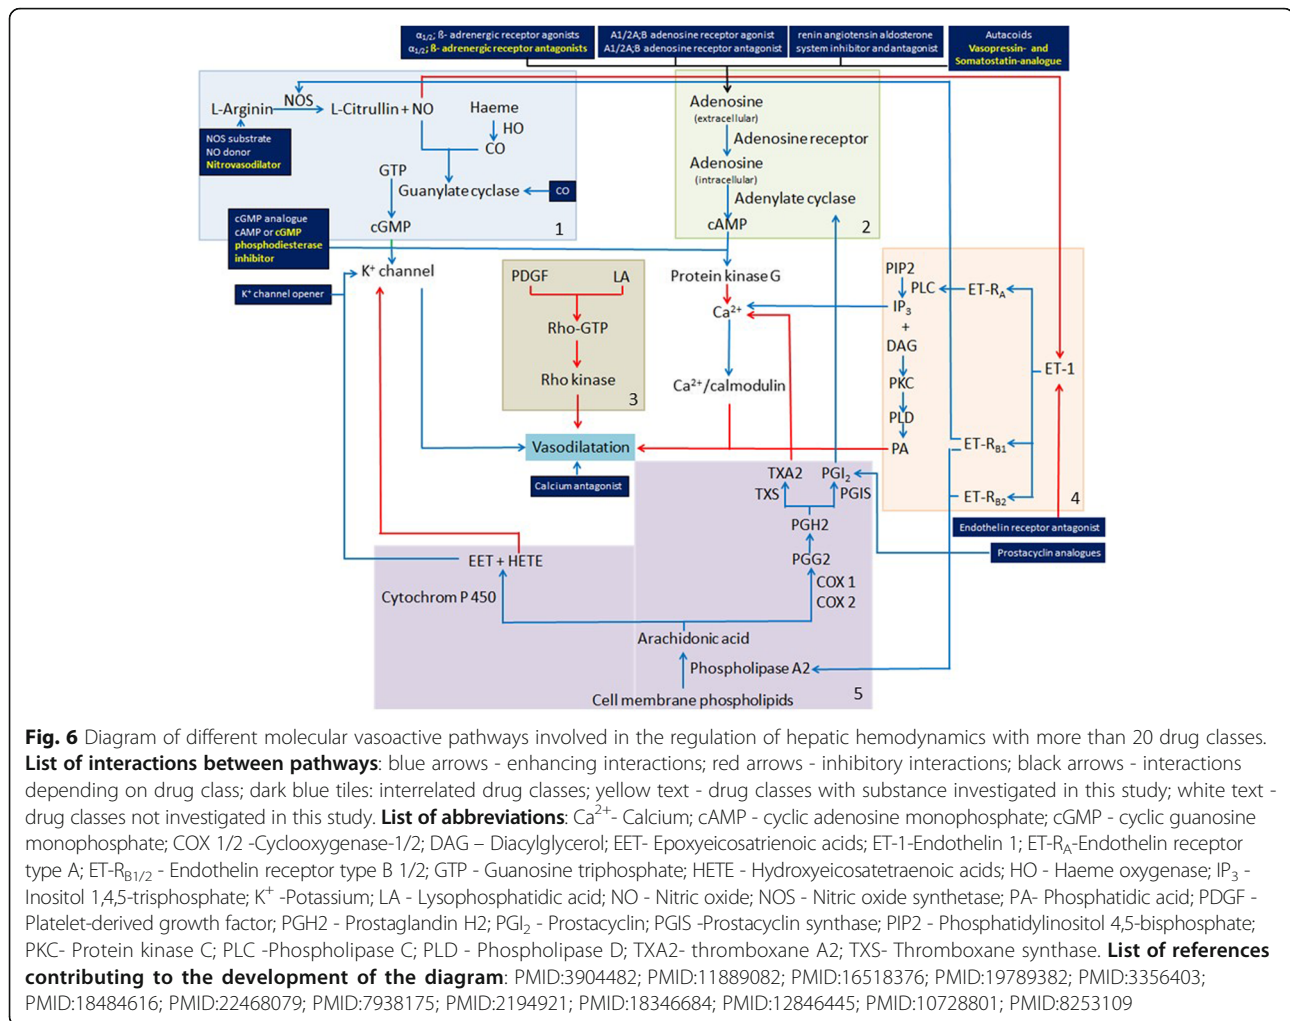 α1/2; ß- adrenergic receptor agonists
α1/2; ß- adrenergic receptor antagonists
A1/2A;B adenosine receptor agonist
A1/2A;B adenosine receptor antagonist
renin angiotensin aldosterone
system inhibitor and antagonist
Autacoids
Vasopressin- and
Somatostatin-analogue
L-Arginin
NOS
L-Citrullin + NO
Haeme
HO
CO
NOS substrate
NO donor
Nitrovasodilator
GTP
Guanylate cyclase
CO
cGMP
1
Adenosine
(extracellular)
Adenosine receptor
Adenosine
(intracellular)
Adenylate cyclase
cAMP
2
cGMP analogue
cAMP or cGMP
phosphodiesterase
inhibitor
K+ channel
K+ channel opener
PDGF
LA
Rho-GTP
Rho kinase
3
Protein kinase G
Ca2+
Ca2+/calmodulin
PIP2
PLC
ET-RA
IP3
+
DAG
PKC
PLD
PA
ET-1
ET-RB1
ET-RB2
4
Vasodilatation
Calcium antagonist
Endothelin receptor antagonist
Prostacyclin analogues
TXA2
PGI2
TXS
PGIS
PGH2
PGG2
COX 1
COX 2
EET + HETE
Cytochrom P 450
Arachidonic acid
Phospholipase A2
Cell membrane phospholipids
5
Fig. 6 Diagram of different molecular vasoactive pathways involved in the regulation of hepatic hemodynamics with more than 20 drug classes.
List of interactions between pathways: blue arrows - enhancing interactions; red arrows - inhibitory interactions; black arrows - interactions
depending on drug class; dark blue tiles: interrelated drug classes; yellow text - drug classes with substance investigated in this study; white text -
drug classes not investigated in this study. List of abbreviations: Ca2+- Calcium; cAMP - cyclic adenosine monophosphate; cGMP - cyclic guanosine
monophosphate; COX 1/2 -Cyclooxygenase-1/2; DAG – Diacylglycerol; EET- Epoxyeicosatrienoic acids; ET-1-Endothelin 1; ET-RA-Endothelin receptor
type A; ET-RB1/2 - Endothelin receptor type B 1/2; GTP - Guanosine triphosphate; HETE - Hydroxyeicosatetraenoic acids; HO - Haeme oxygenase; IP3 -
Inositol 1,4,5-trisphosphate; K+ -Potassium; LA - Lysophosphatidic acid; NO - Nitric oxide; NOS - Nitric oxide synthetase; PA- Phosphatidic acid; PDGF -
Platelet-derived growth factor; PGH2 - Prostaglandin H2; PGI2 - Prostacyclin; PGIS -Prostacyclin synthase; PIP2 - Phosphatidylinositol 4,5-bisphosphate;
PKC- Protein kinase C; PLC -Phospholipase C; PLD - Phospholipase D; TXA2- thromboxane A2; TXS- Thromboxane synthase. List of references
contributing to the development of the diagram: PMID:3904482; PMID:11889082; PMID:16518376; PMID:19789382; PMID:3356403;
PMID:18484616; PMID:22468079; PMID:7938175; PMID:2194921; PMID:18346684; PMID:12846445; PMID:10728801; PMID:8253109